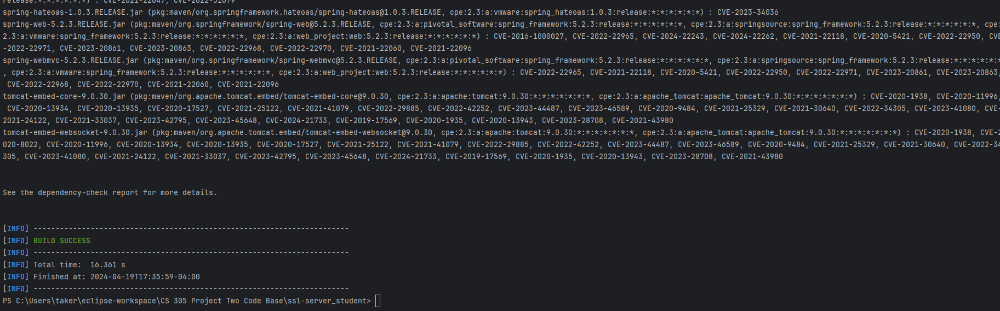 release:*:*:*:*:*:*) : CVE-2021-22047, CVE-2022-31679
spring-hateoas-1.0.3.RELEASE.jar (pkg:maven/org.springframework.hateoas/spring-hateoas@1.0.3.RELEASE, cpe:2.3:a:vmware:spring_hateoas:1.0.3:release:*:*:*:*:*:*) : CVE-2023-34036
spring-web-5.2.3.RELEASE.jar (pkg:maven/org.springframework/spring-web@5.2.3.RELEASE, cpe:2.3:a:pivotal_software:spring_framework:5.2.3:release:*:*:*:*:*:*, cpe:2.3:a:springsource:spring_framework:5.2.3:release:*:*:*:*:*:*, cpe:
2.3:a:vmware:spring_framework:5.2.3:release:*:*:*:*:*:*, cpe:2.3:a:web_project:web:5.2.3:release:*:*:*:*:*:*) : CVE-2016-1000027, CVE-2022-22965, CVE-2024-22243, CVE-2024-22262, CVE-2021-22118, CVE-2020-5421, CVE-2022-22950, CVE
-2022-22971, CVE-2023-20861, CVE-2023-20863, CVE-2022-22968, CVE-2022-22970, CVE-2021-22060, CVE-2021-22096
spring-webmvc-5.2.3.RELEASE.jar (pkg:maven/org.springframework/spring-webmvc@5.2.3.RELEASE, cpe:2.3:a:pivotal_software:spring_framework:5.2.3:release:*:*:*:*:*:*, cpe:2.3:a:springsource:spring_framework:5.2.3:release:*:*:*:*:*:*
, cpe:2.3:a:vmware:spring_framework:5.2.3:release:*:*:*:*:*:*, cpe:2.3:a:web_project:web:5.2.3:release:*:*:*:*:*:*) : CVE-2022-22965, CVE-2021-22118, CVE-2020-5421, CVE-2022-22950, CVE-2022-22971, CVE-2023-20861, CVE-2023-20863,
CVE-2022-22968, CVE-2022-22970, CVE-2021-22060, CVE-2021-22096
tomcat-embed-core-9.0.30.jar (pkg:maven/org.apache.tomcat.embed/tomcat-embed-core@9.0.30, cpe:2.3:a:apache:tomcat:9.0.30:*:*:*:*:*:*:*, cpe:2.3:a:apache_tomcat:apache_tomcat:9.0.30:*:*:*:*:*:*:*) : CVE-2020-1938, CVE-2020-11996,
CVE-2020-13934, CVE-2020-13935, CVE-2020-17527, CVE-2021-25122, CVE-2021-41079, CVE-2022-29885, CVE-2022-42252, CVE-2023-44487, CVE-2023-46589, CVE-2020-9484, CVE-2021-25329, CVE-2021-30640, CVE-2022-34305, CVE-2023-41080, CVE-
2021-24122, CVE-2021-33037, CVE-2023-42795, CVE-2023-45648, CVE-2024-21733, CVE-2019-17569, CVE-2020-1935, CVE-2020-13943, CVE-2023-28708, CVE-2021-43980
tomcat-embed-websocket-9.0.30.jar (pkg:maven/org.apache.tomcat.embed/tomcat-embed-websocket@9.0.30, cpe:2.3:a:apache:tomcat:9.0.30:*:*:*:*:*:*:*, cpe:2.3:a:apache_tomcat:apache_tomcat:9.0.30:*:*:*:*:*:*:*) : CVE-2020-1938, CVE-2
020-8022, CVE-2020-11996, CVE-2020-13934, CVE-2020-13935, CVE-2020-17527, CVE-2021-25122, CVE-2021-41079, CVE-2022-29885, CVE-2022-42252, CVE-2023-44487, CVE-2023-46589, CVE-2020-9484, CVE-2021-25329, CVE-2021-30640, CVE-2022-34
305, CVE-2023-41080, CVE-2021-24122, CVE-2021-33037, CVE-2023-42795, CVE-2023-45648, CVE-2024-21733, CVE-2019-17569, CVE-2020-1935, CVE-2020-13943, CVE-2023-28708, CVE-2021-43980
See the dependency-check report for more details.
[INFO] ------------------------------------------------------------------------
[INFO] BUILD SUCCESS
[INFO] ------------------------------------------------------------------------
[INFO] Total time:  16.361 s
[INFO] Finished at: 2024-04-19T17:35:59-04:00
[INFO] ------------------------------------------------------------------------
PS C:\Users\taker\eclipse-workspace\CS 305 Project Two Code Base\ssl-server_student>